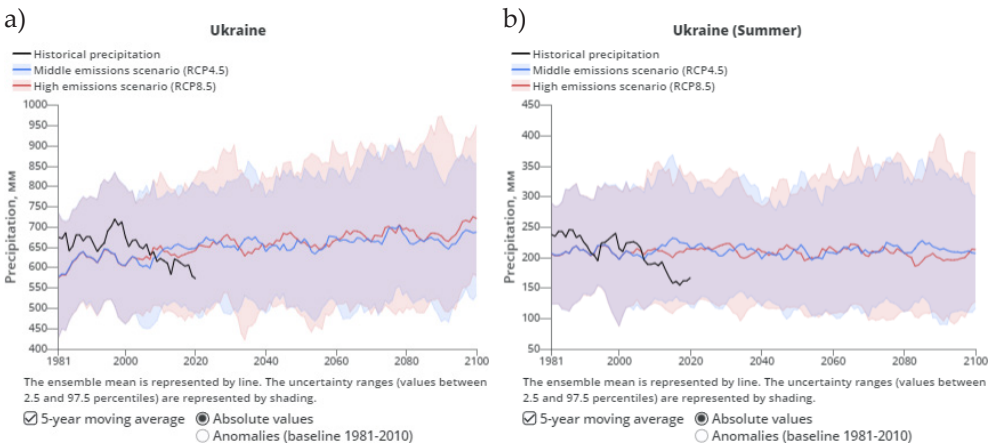 a)
Ukraine
Historical precipitation
Middle emissions scenario (RCP4.5)
High emissions scenario (RCP8.5)
Precipitation, мм
1000
950
900
850
800
750
700
650
600
550
500
450
400
1981
2000
2020
2040
2060
2080
2100
The ensemble mean is represented by line. The uncertainty ranges (values between
2.5 and 97.5 percentiles) are represented by shading.
5-year moving average
Absolute values
Anomalies (baseline 1981-2010)
b)
Ukraine (Summer)
Historical precipitation
Middle emissions scenario (RCP4.5)
High emissions scenario (RCP8.5)
Precipitation, мм
450
400
350
300
250
200
150
100
50
1981
2000
2020
2040
2060
2080
2100
The ensemble mean is represented by line. The uncertainty ranges (values between
2.5 and 97.5 percentiles) are represented by shading.
5-year moving average
Absolute values
Anomalies (baseline 1981-2010)